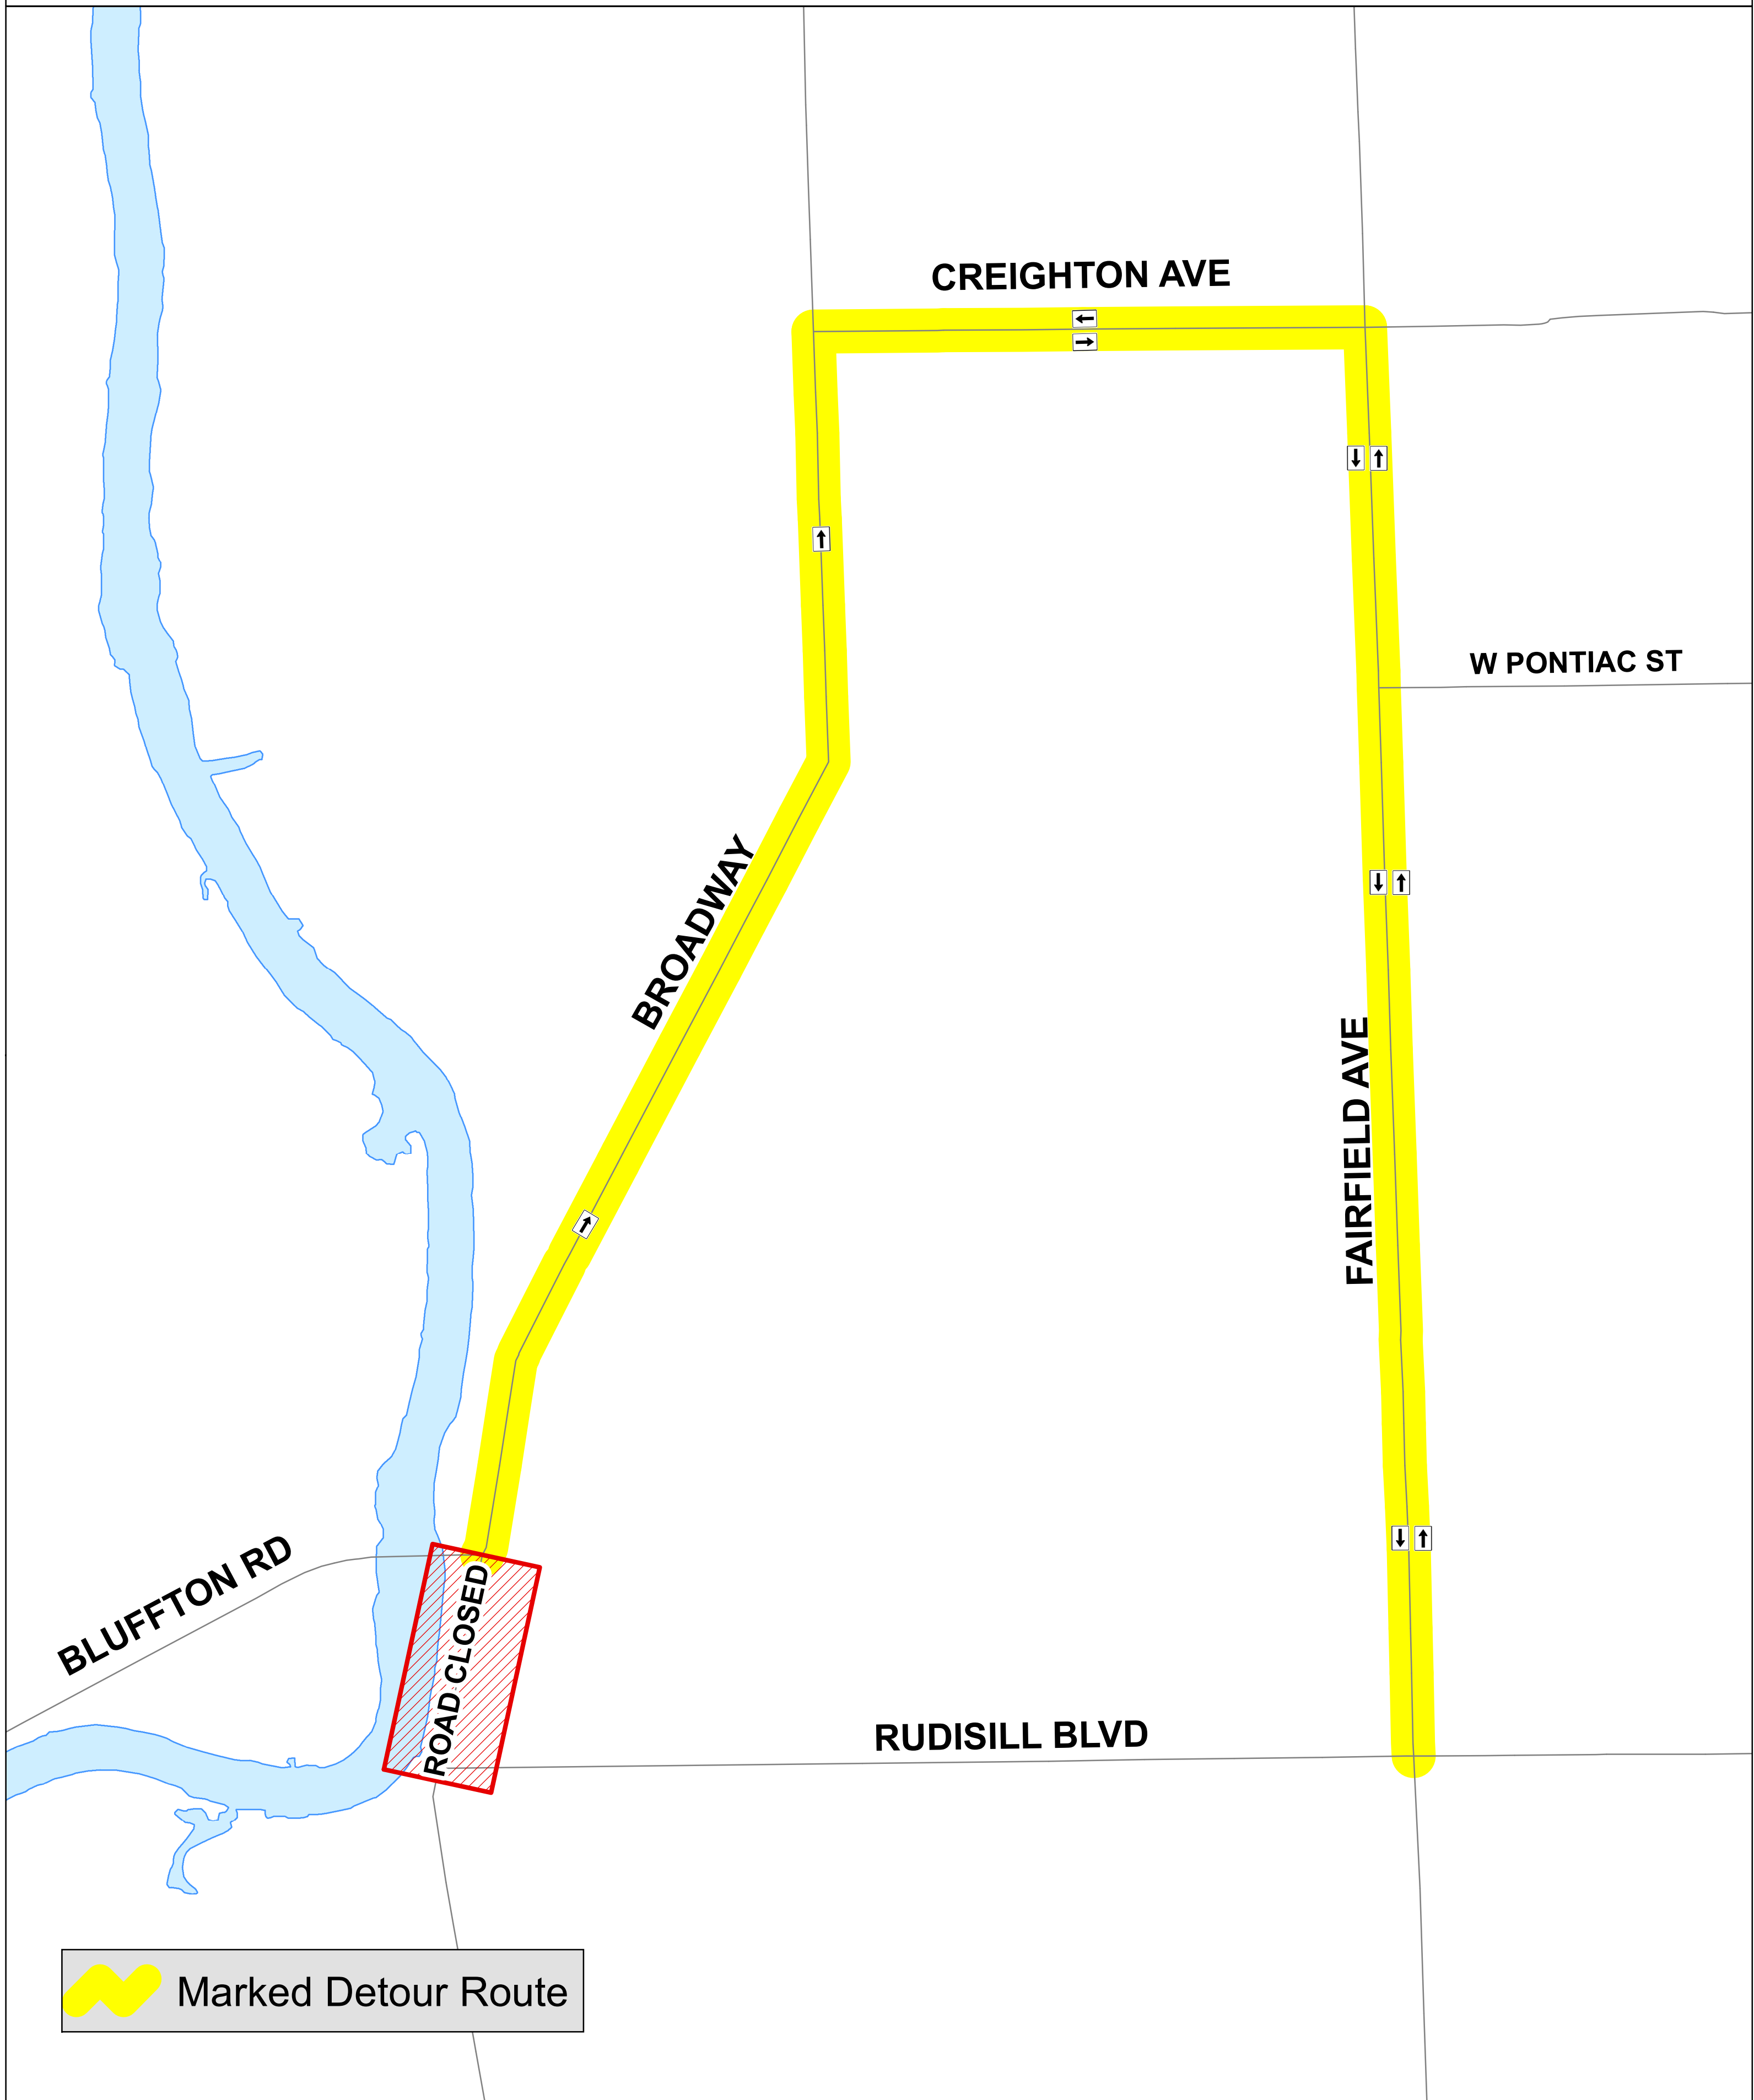 CREIGHTON AVE
W PONTIAC ST
BROADWAY
FAIRFIELD AVE
BLUFFTON RD
ROAD CLOSED
RUDISILL BLVD
Marked Detour Route